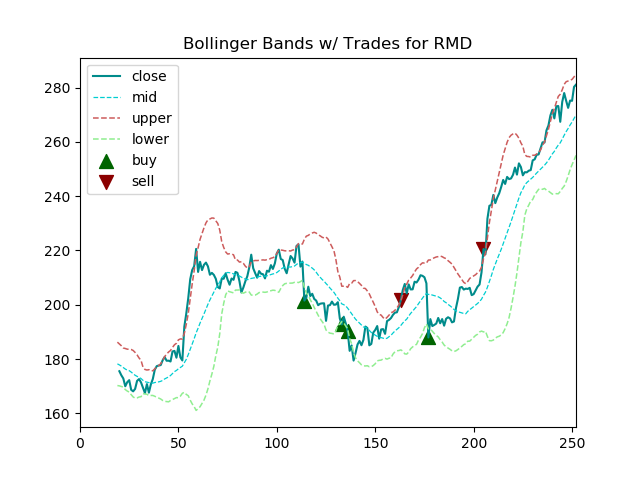 Bollinger Bands w/ Trades for RMD
close
mid
upper
lower
buy
sell
280
260
240
220
200
180
160
0 50 100 150 200 250